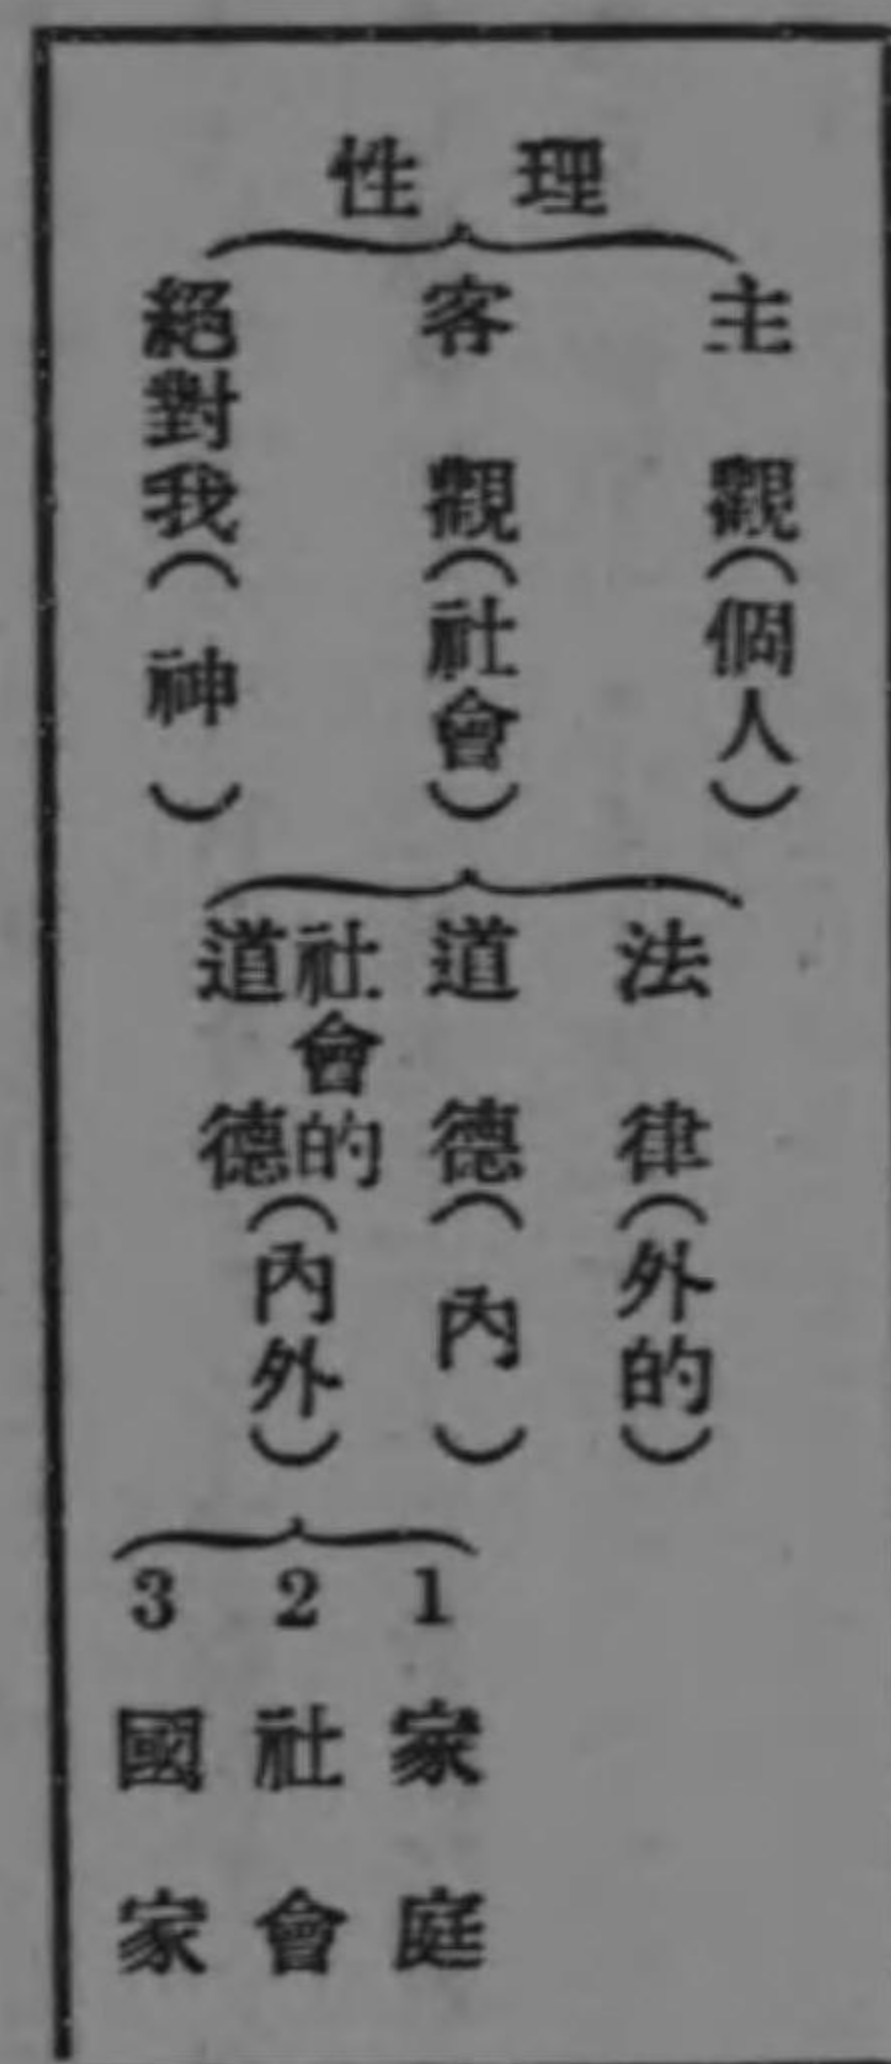 理性
主觀（個人）
客觀（社會）
絕對我（神）
法律（外的）
道德（內）
社會的
道德（內外）
1 家庭
2 社會
3 國家